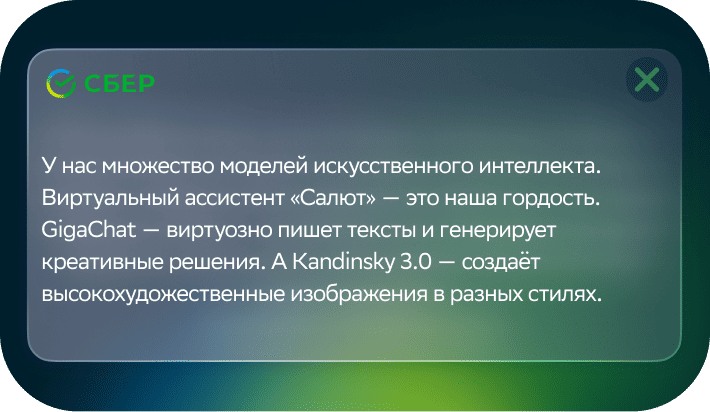 СБЕР
У нас множество моделей искусственного интеллекта.
Виртуальный ассистент «Салют» — это наша гордость.
GigaChat — виртуозно пишет тексты и генерирует
креативные решения. А Kandinsky 3.0 — создаёт
высокохудожественные изображения в разных стилях.